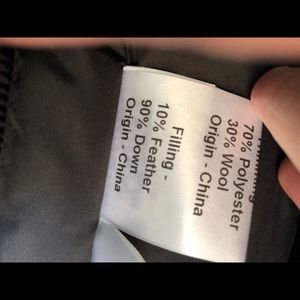 70% Polyester
30% Wool
Origin - China
Filling -
10% Feather
90% Down
Origin - China